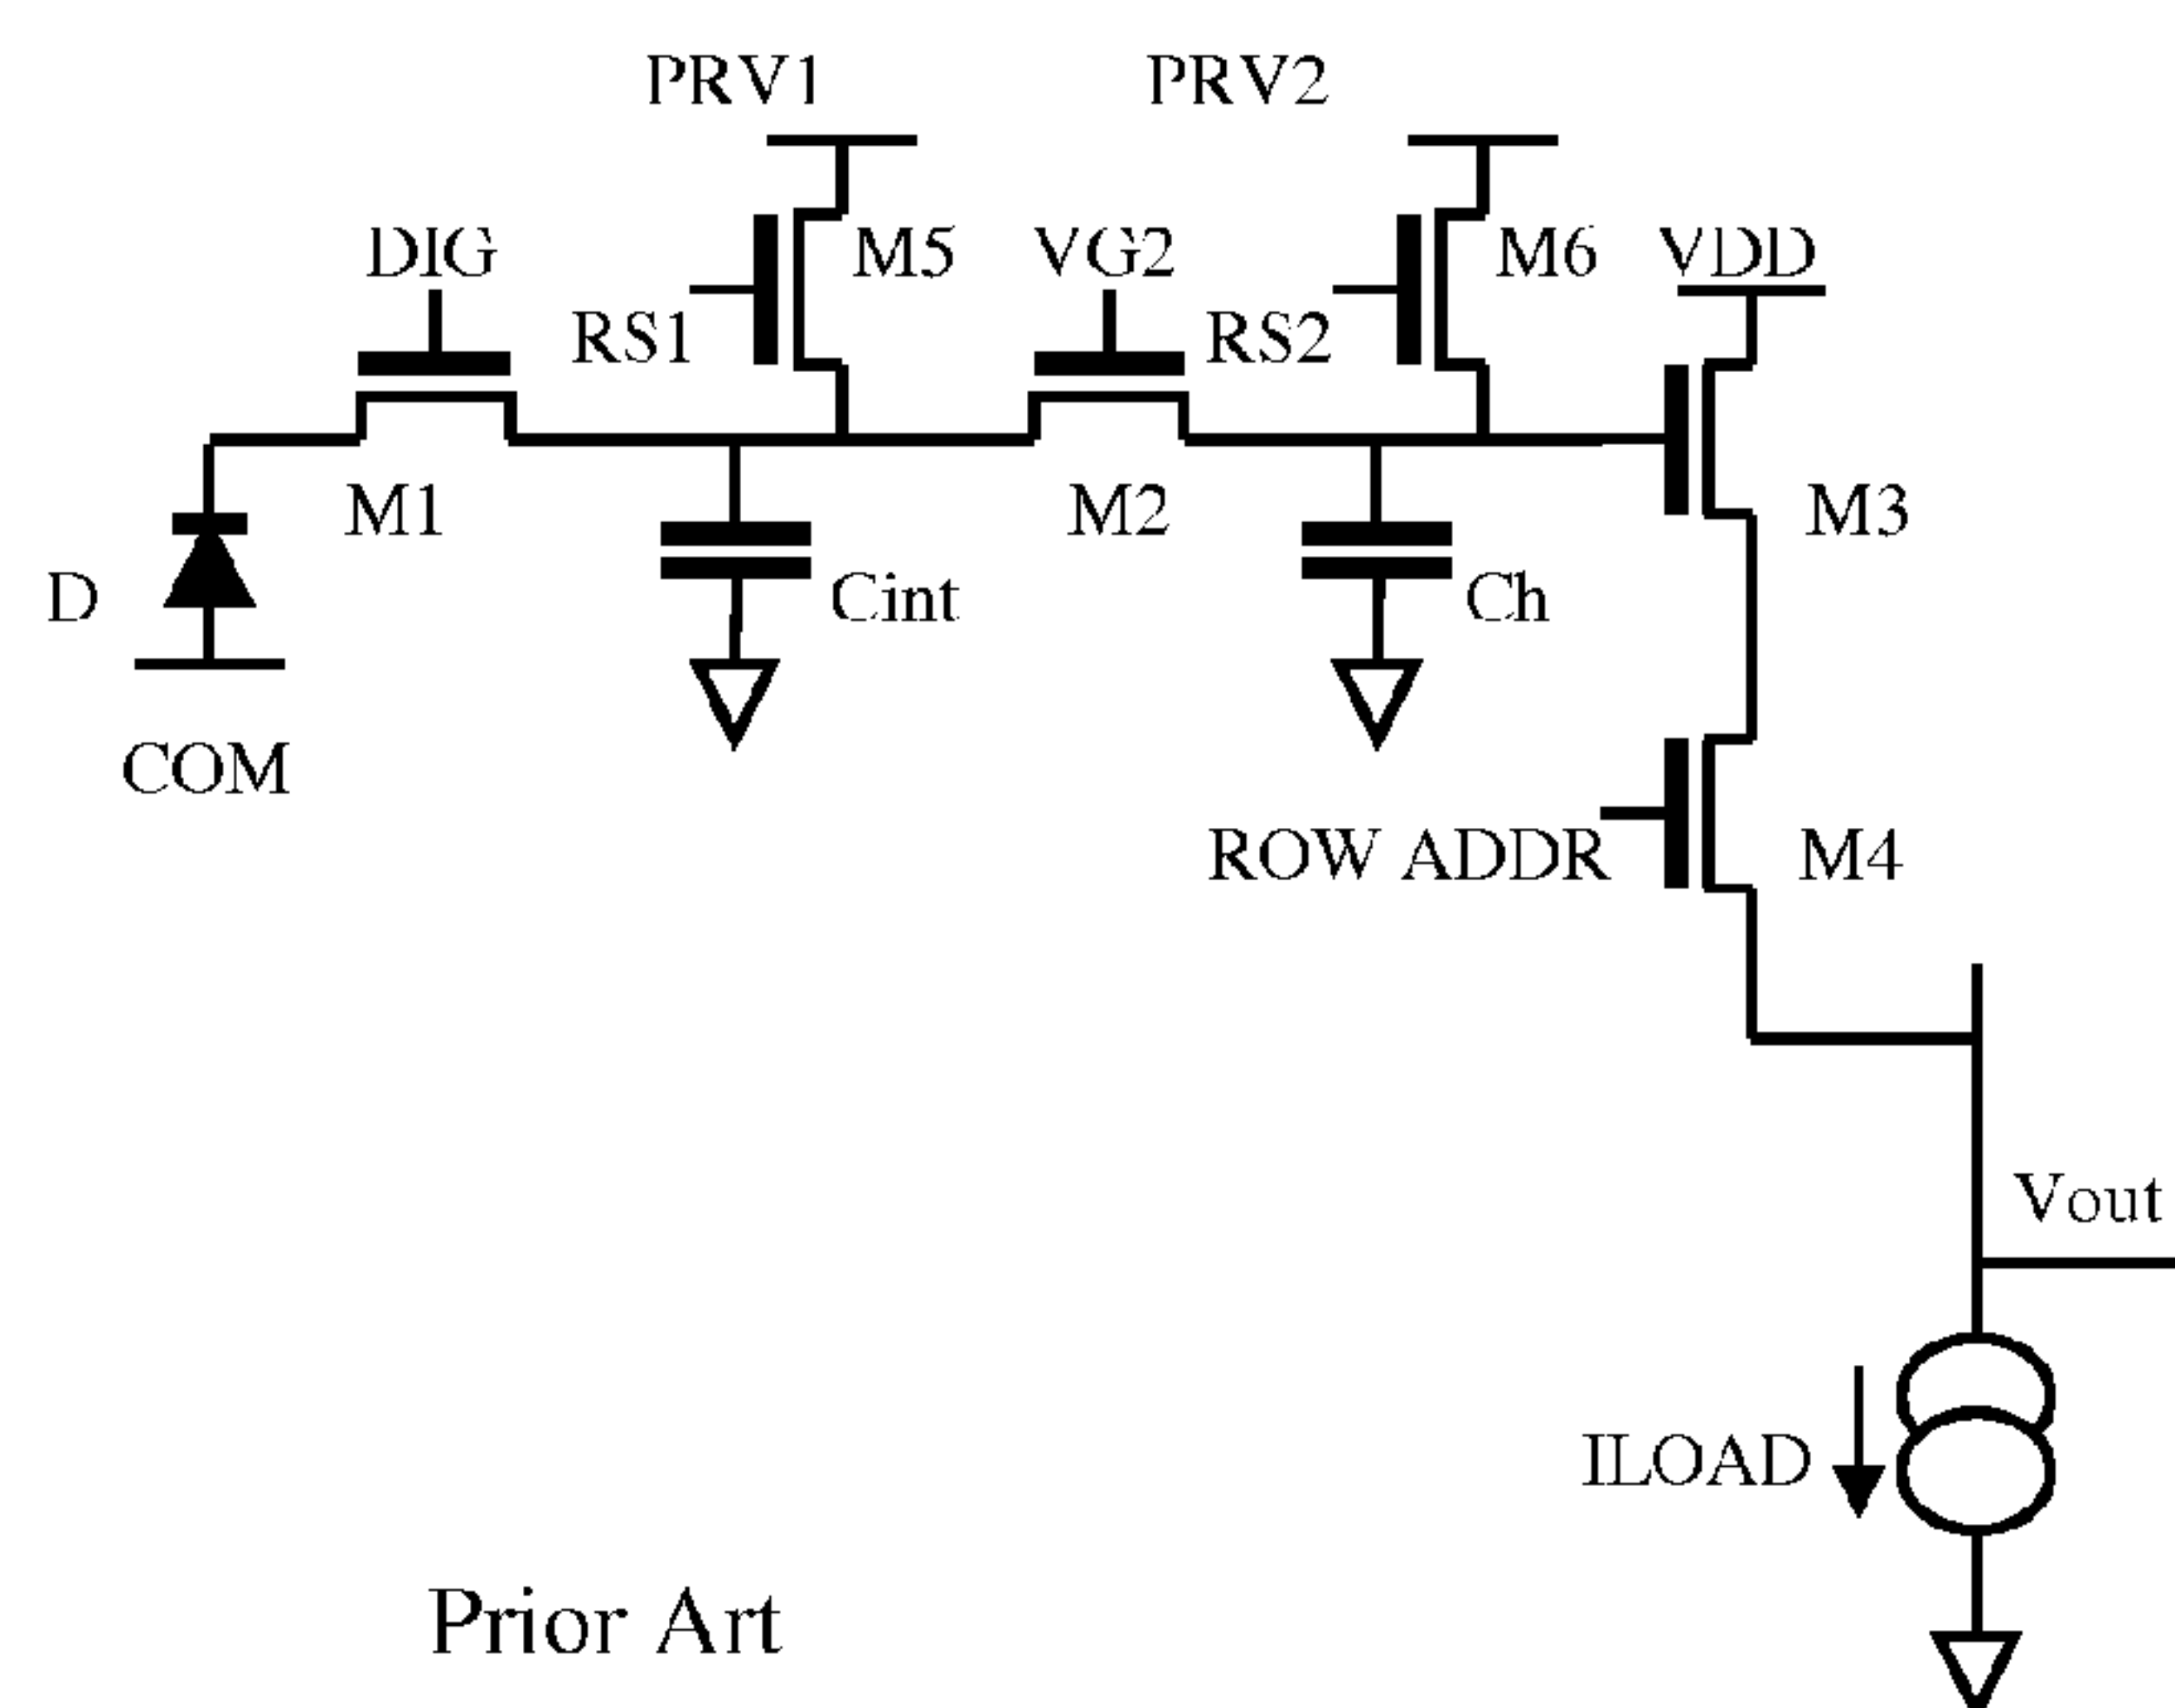 PRV1
PRV2
DIG
M5
VG2
M6
VDD
RS1
RS2
M1
M2
M3
D
Cint
Ch
COM
ROW ADDR
M4
Vout
ILOAD
Prior Art